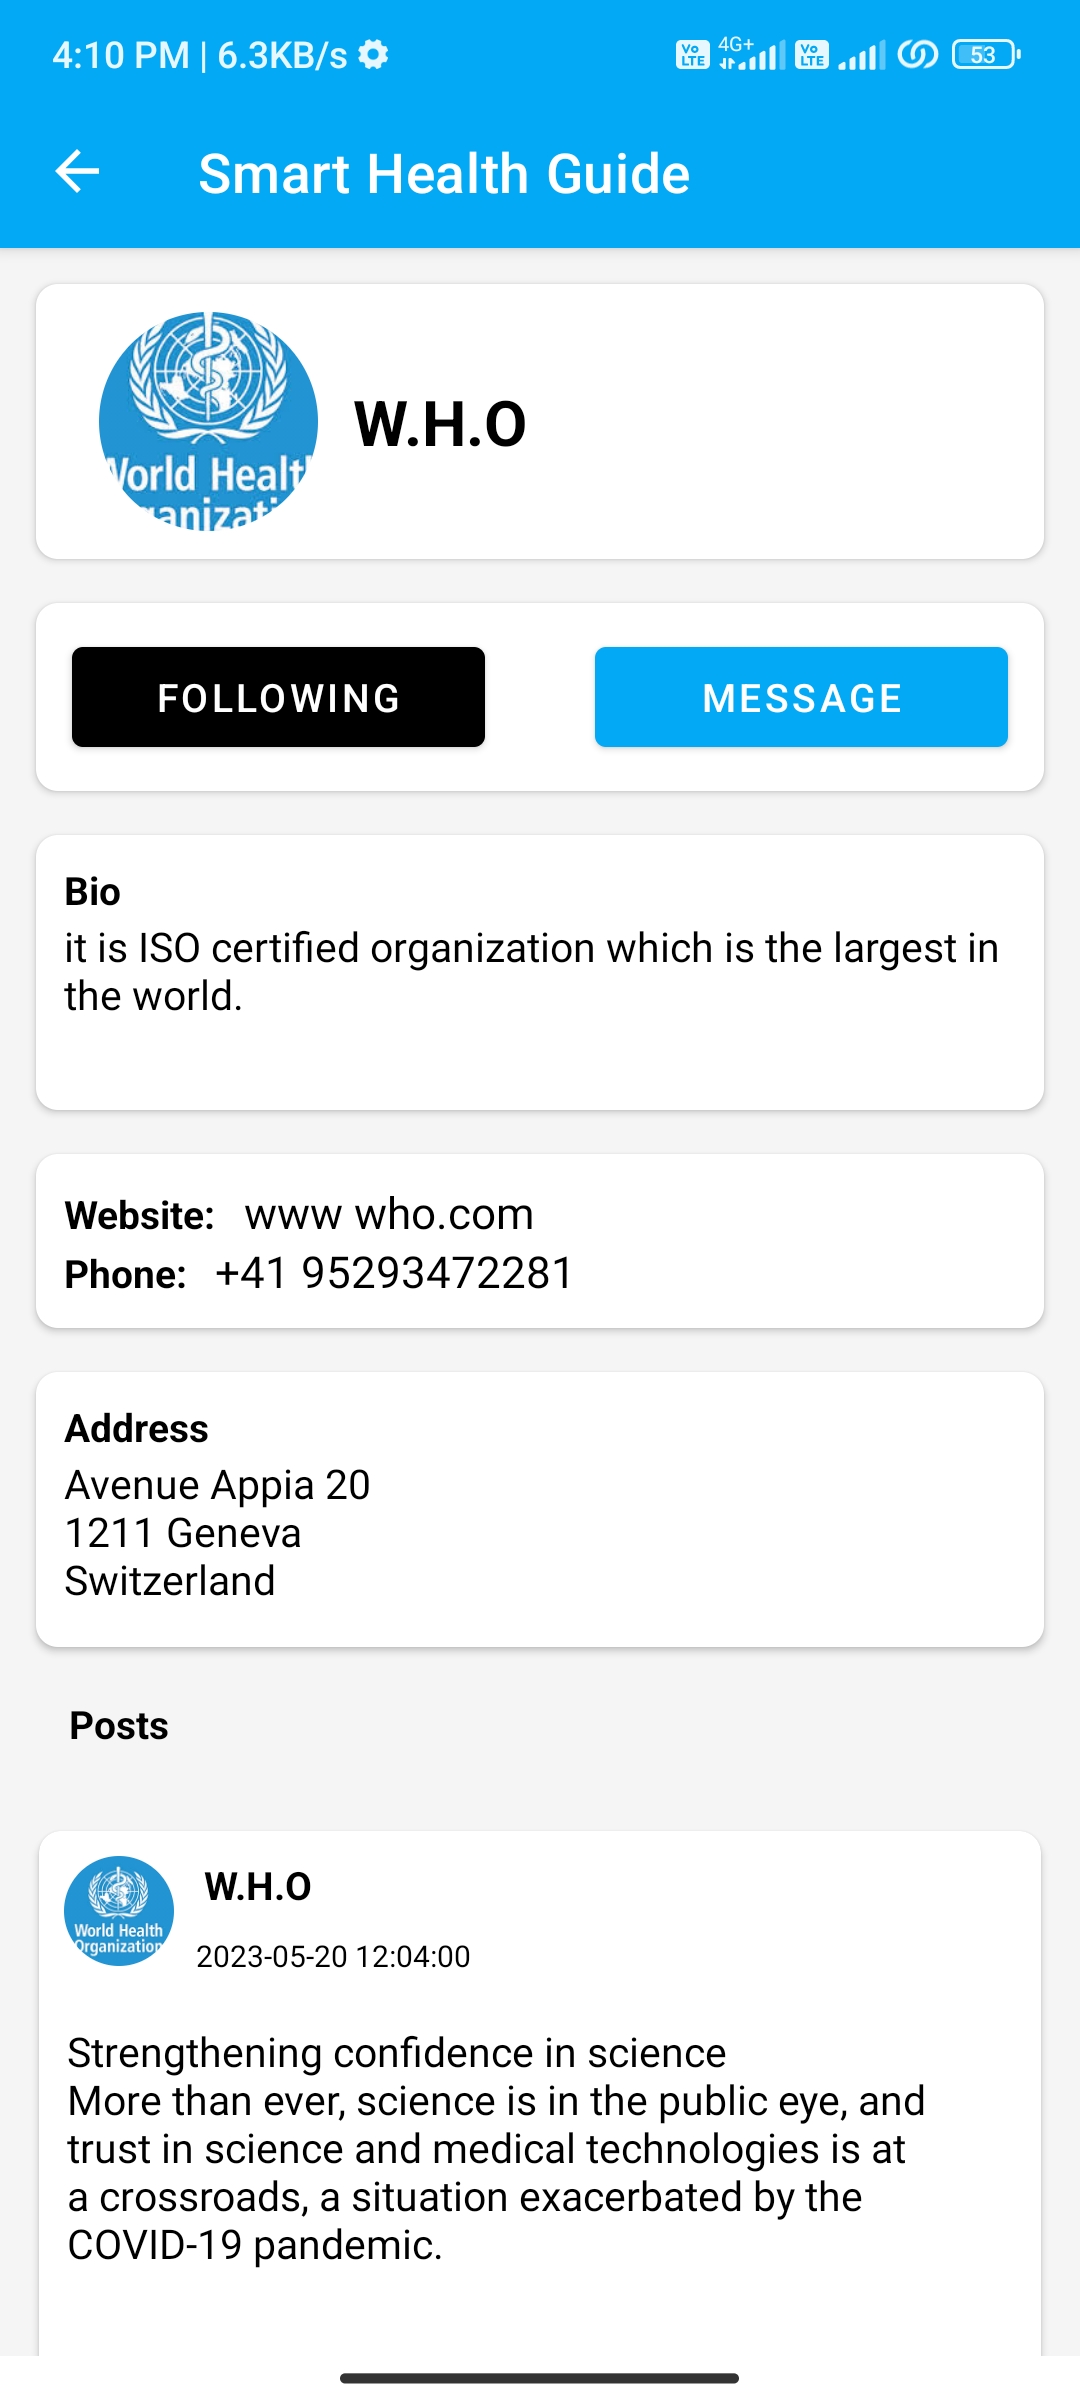 4:10 PM | 6.3KB/s
Vo LTE 4G+ Vo LTE 53
Smart Health Guide
World Health
Organization
W.H.O
FOLLOWING
MESSAGE
Bio
it is ISO certified organization which is the largest in
the world.
Website: www who.com
Phone: +41 95293472281
Address
Avenue Appia 20
1211 Geneva
Switzerland
Posts
W.H.O
World Health
Organization
2023-05-20 12:04:00
Strengthening confidence in science
More than ever, science is in the public eye, and
trust in science and medical technologies is at
a crossroads, a situation exacerbated by the
COVID-19 pandemic.